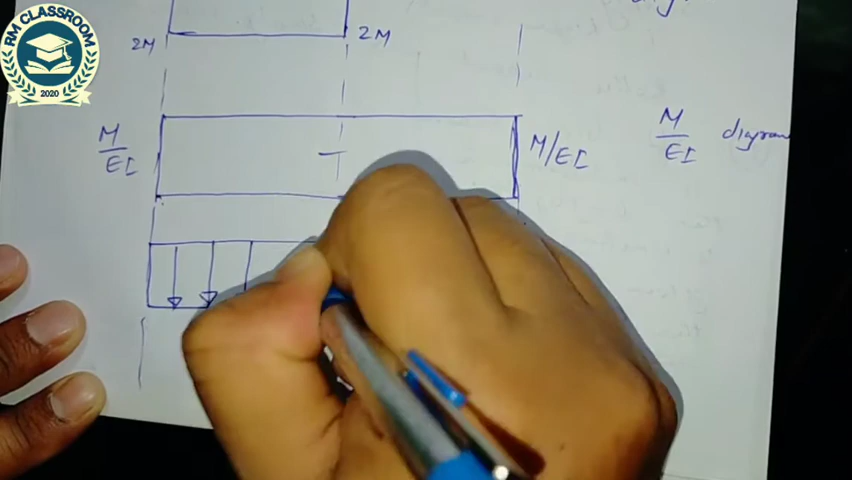 RM CLASSROOM
2020
2M
2M
M/EI
M/EI
M/EI diagram